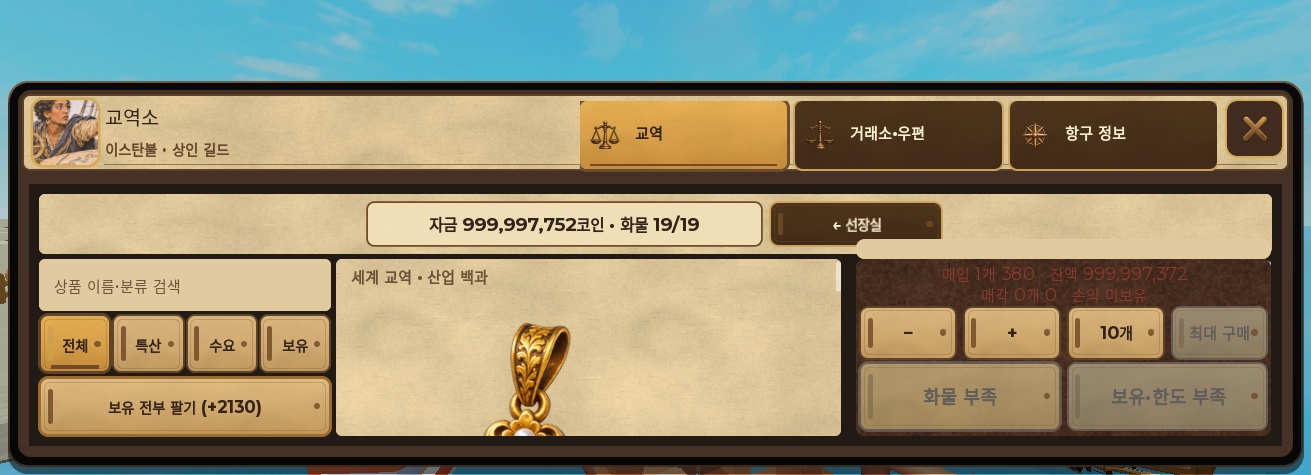 교역소
이스탄불 • 상인 길드
교역
거래소•우편
항구 정보
자금 999,997,752코인 • 화물 19/19
← 선장실
상품 이름·분류 검색
전체
특산
수요
보유
보유 전부 팔기 (+2130)
세계 교역 • 산업 백과
매입 1개 380 · 잔액 999,997,372
매각 0개 0 · 손익 미보유
−
+
10개
최대 구매
화물 부족
보유•한도 부족